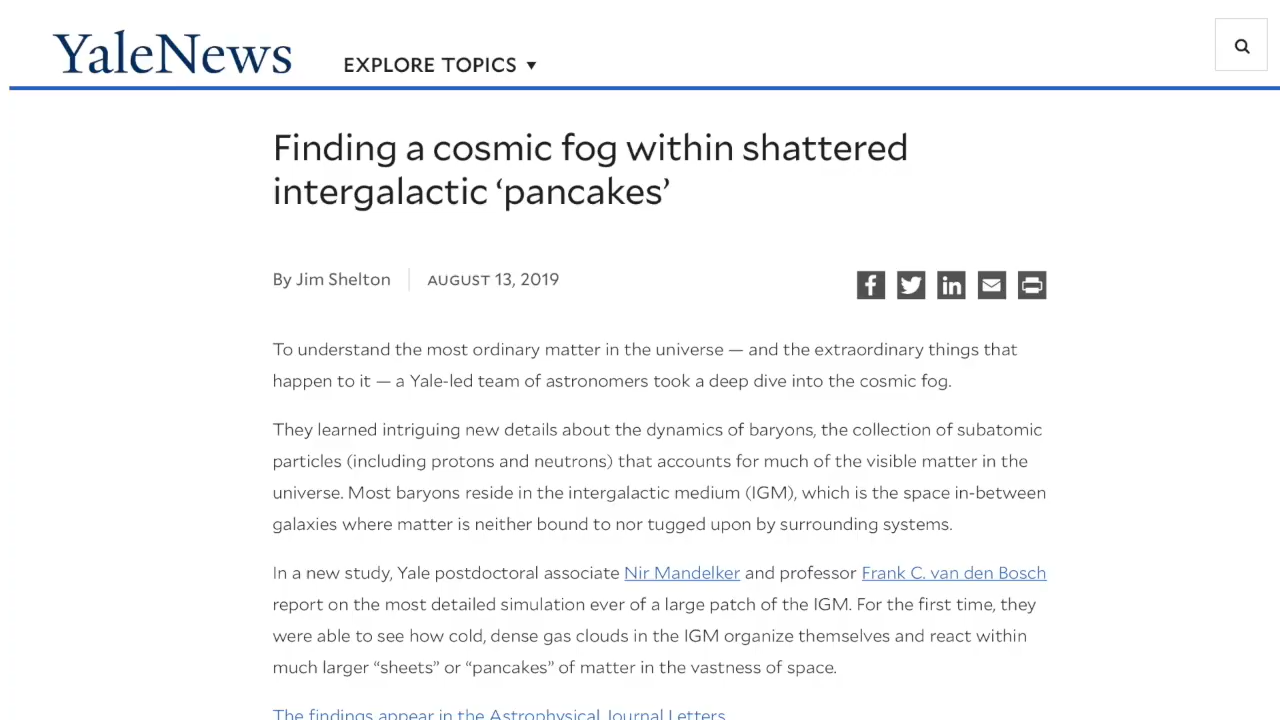 YaleNews
EXPLORE TOPICS ▼
Finding a cosmic fog within shattered
intergalactic ‘pancakes’
By Jim Shelton
AUGUST 13, 2019
To understand the most ordinary matter in the universe — and the extraordinary things that
happen to it — a Yale-led team of astronomers took a deep dive into the cosmic fog.
They learned intriguing new details about the dynamics of baryons, the collection of subatomic
particles (including protons and neutrons) that accounts for much of the visible matter in the
universe. Most baryons reside in the intergalactic medium (IGM), which is the space in-between
galaxies where matter is neither bound to nor tugged upon by surrounding systems.
In a new study, Yale postdoctoral associate Nir Mandelker and professor Frank C. van den Bosch
report on the most detailed simulation ever of a large patch of the IGM. For the first time, they
were able to see how cold, dense gas clouds in the IGM organize themselves and react within
much larger “sheets” or “pancakes” of matter in the vastness of space.
The findings appear in the Astrophysical Journal Letters.